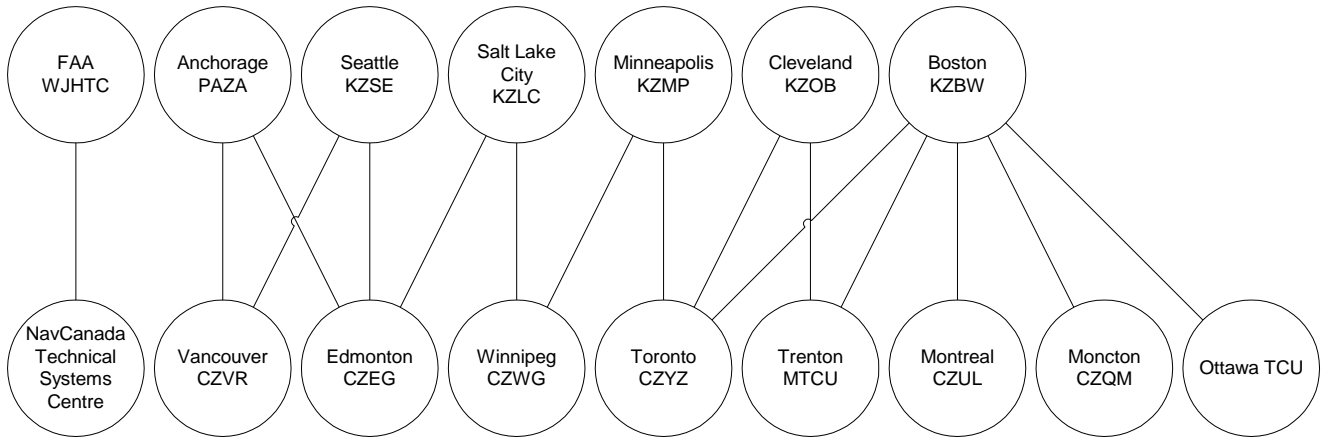 FAA
WJHTC
Anchorage
PAZA
Seattle
KZSE
Salt Lake
City
KZLC
Minneapolis
KZMP
Cleveland
KZOB
Boston
KZBW
NavCanada
Technical
Systems
Centre
Vancouver
CZVR
Edmonton
CZEG
Winnipeg
CZWG
Toronto
CZYZ
Trenton
MTCU
Montreal
CZUL
Moncton
CZQM
Ottawa TCU